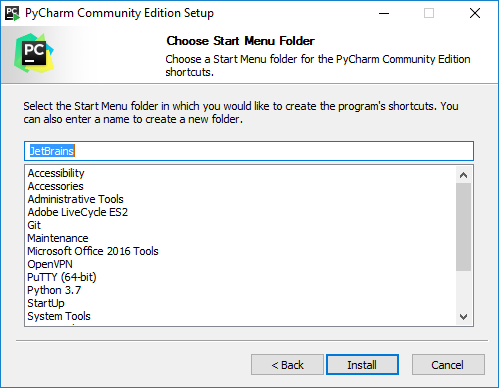 PyCharm Community Edition Setup
PC
Choose Start Menu Folder
Choose a Start Menu folder for the PyCharm Community Edition
shortcuts.
Select the Start Menu folder in which you would like to create the program's shortcuts. You
can also enter a name to create a new folder.
JetBrains
Accessibility
Accessories
Administrative Tools
Adobe LiveCycle ES2
Git
Maintenance
Microsoft Office 2016 Tools
OpenVPN
PuTTY (64-bit)
Python 3.7
StartUp
System Tools
< Back
Install
Cancel